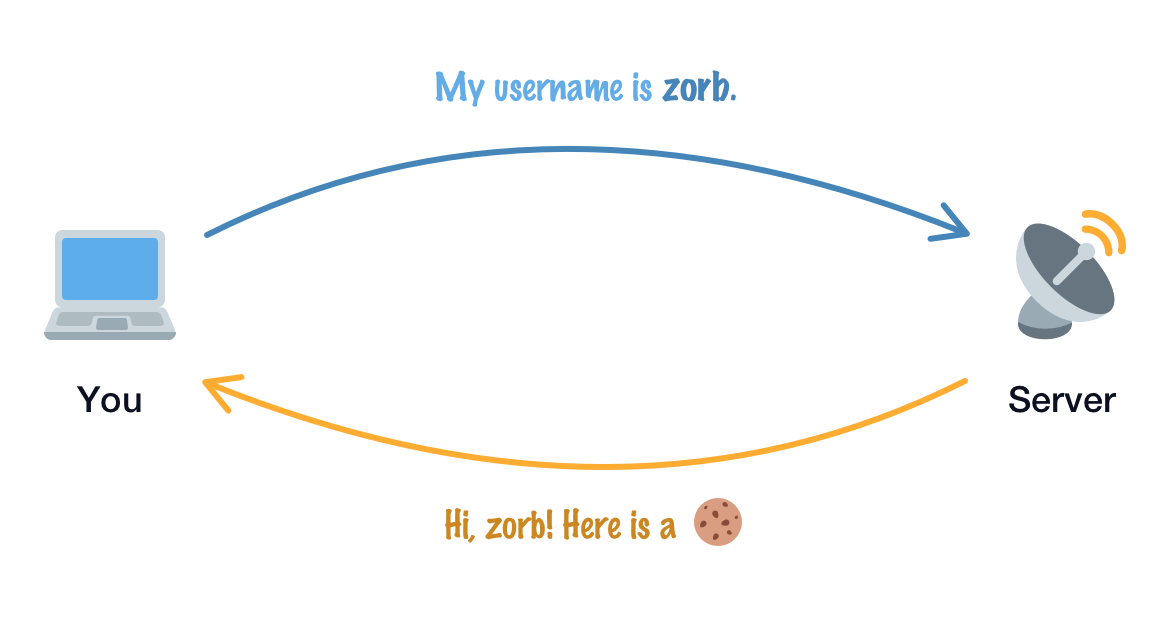 My username is zorb.
You
Server
Hi, zorb! Here is a